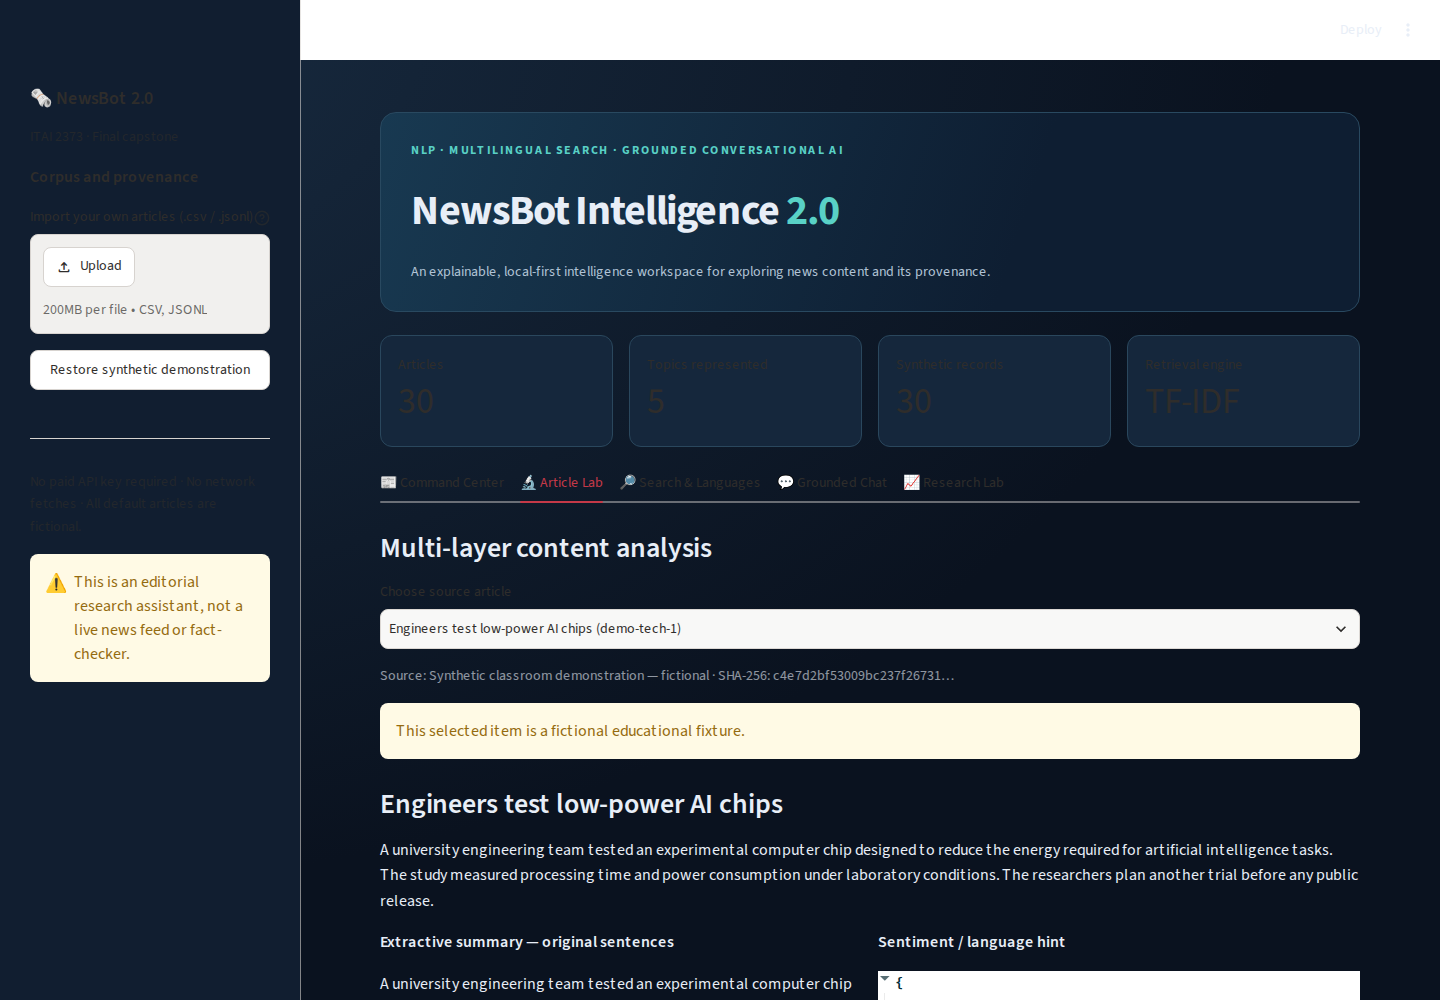 Deploy
NewsBot 2.0
ITAI 2373 · Final capstone
Corpus and provenance
Import your own articles (.csv / .jsonl)
Upload
200MB per file • CSV, JSONL
Restore synthetic demonstration
No paid API key required · No network
fetches · All default articles are
fictional
This is an editorial
research assistant, not a
live news feed or fact-
checker.
NLP · MULTILINGUAL SEARCH · GROUNDED CONVERSATIONAL AI
NewsBot Intelligence 2.0
An explainable, local-first intelligence workspace for exploring news content and its provenance.
Articles
30
Topics represented
5
Synthetic records
30
Retrieval engine
TF-IDF
Command Center
Article Lab
Search & Languages
Grounded Chat
Research Lab
Multi-layer content analysis
Choose source article
Engineers test low-power AI chips (demo-tech-1)
Source: Synthetic classroom demonstration — fictional · SHA-256: c4e7d2bf53009bc237f26731…
This selected item is a fictional educational fixture.
Engineers test low-power AI chips
A university engineering team tested an experimental computer chip designed to reduce the energy required for artificial intelligence tasks.
The study measured processing time and power consumption under laboratory conditions. The researchers plan another trial before any public
release.
Extractive summary — original sentences
A university engineering team tested an experimental computer chip
Sentiment / language hint
{